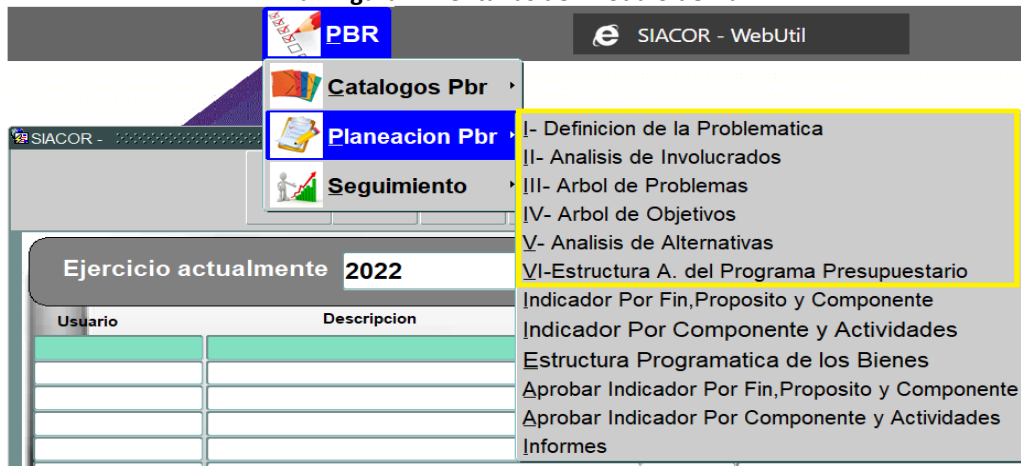 PBR
SIACOR - WebUtil
Catalogos Pbr
Planeacion Pbr
Seguimiento
SIACOR -
I- Definicion de la Problematica
II- Analisis de Involucrados
III- Arbol de Problemas
IV- Arbol de Objetivos
V- Analisis de Alternativas
VI-Estructura A. del Programa Presupuestario
Indicador Por Fin,Proposito y Componente
Indicador Por Componente y Actividades
Estructura Programatica de los Bienes
Aprobar Indicador Por Fin,Proposito y Componente
Aprobar Indicador Por Componente y Actividades
Informes
Ejercicio actualmente 2022
Usuario Descripcion